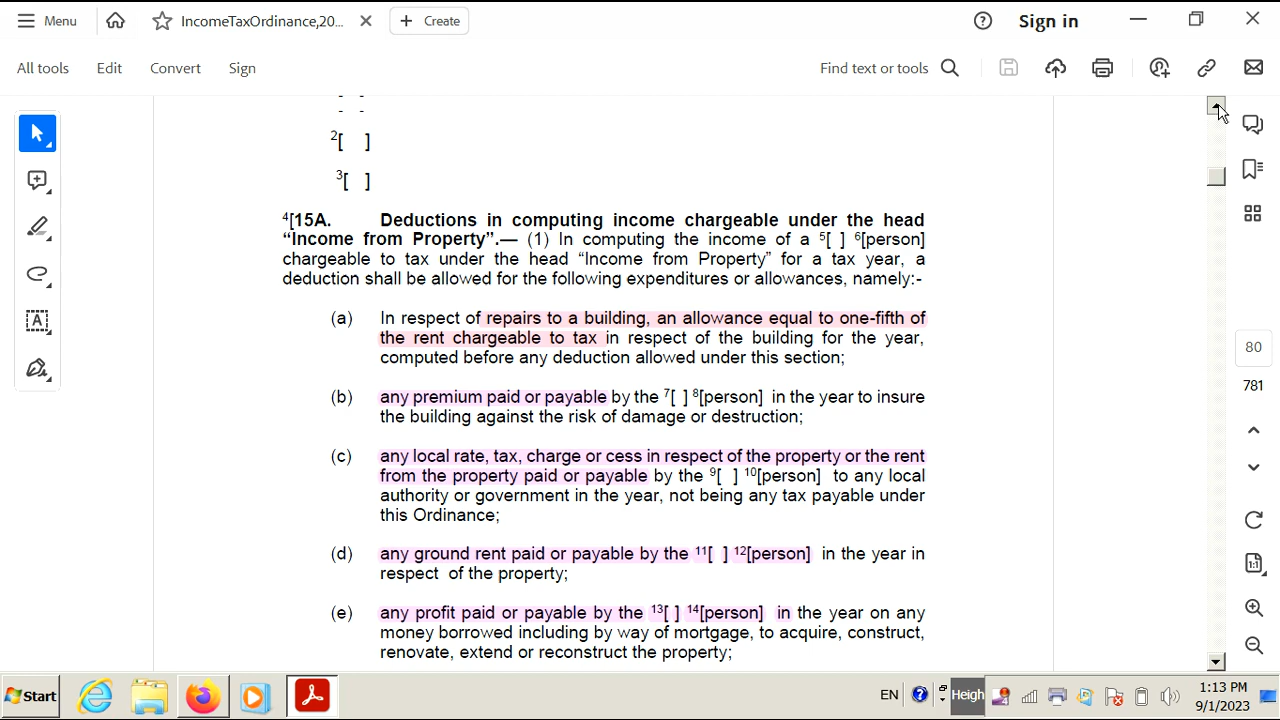 Menu
IncomeTaxOrdinance,20...
Create
Sign in
All tools
Edit
Convert
Sign
Find text or tools
2[ ]
3[ ]
4[15A. Deductions in computing income chargeable under the head
“Income from Property”.— (1) In computing the income of a 5[ ] 6[person]
chargeable to tax under the head “Income from Property” for a tax year, a
deduction shall be allowed for the following expenditures or allowances, namely:-
(a) In respect of repairs to a building, an allowance equal to one-fifth of
the rent chargeable to tax in respect of the building for the year,
computed before any deduction allowed under this section;
(b) any premium paid or payable by the 7[ ] 8[person] in the year to insure
the building against the risk of damage or destruction;
(c) any local rate, tax, charge or cess in respect of the property or the rent
from the property paid or payable by the 9[ ] 10[person] to any local
authority or government in the year, not being any tax payable under
this Ordinance;
(d) any ground rent paid or payable by the 11[ ] 12[person] in the year in
respect of the property;
(e) any profit paid or payable by the 13[ ] 14[person] in the year on any
money borrowed including by way of mortgage, to acquire, construct,
renovate, extend or reconstruct the property;
80
781
1:1
Start
EN
Heigh
1:13 PM
9/1/2023